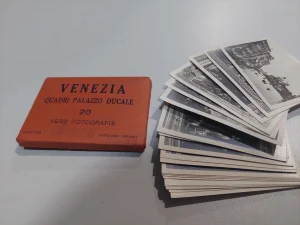 VENEZIA
QUADRI PALAZZO DUCALE
20
VERE FOTOGRAFIE